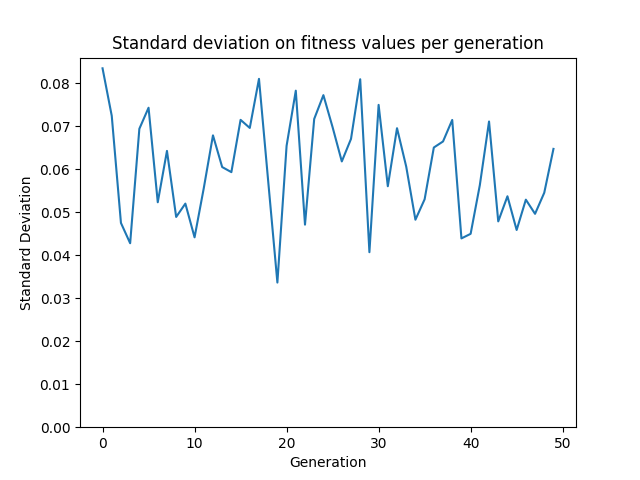 Standard deviation on fitness values per generation
0.08
0.07
0.06
0.05
0.04
0.03
0.02
0.01
0.00
Standard Deviation
0 10 20 30 40 50
Generation